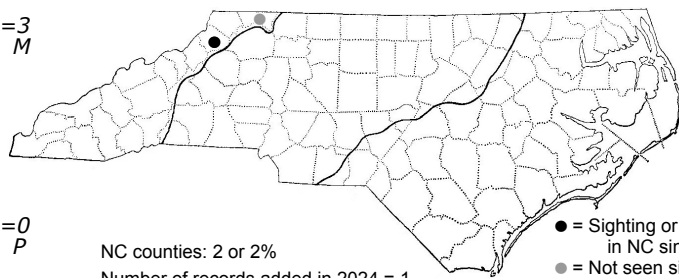 =3
M
=0
P
NC counties: 2 or 2%
Number of records added in 2024 = 1
● = Sighting or
in NC sin
● = Not seen si